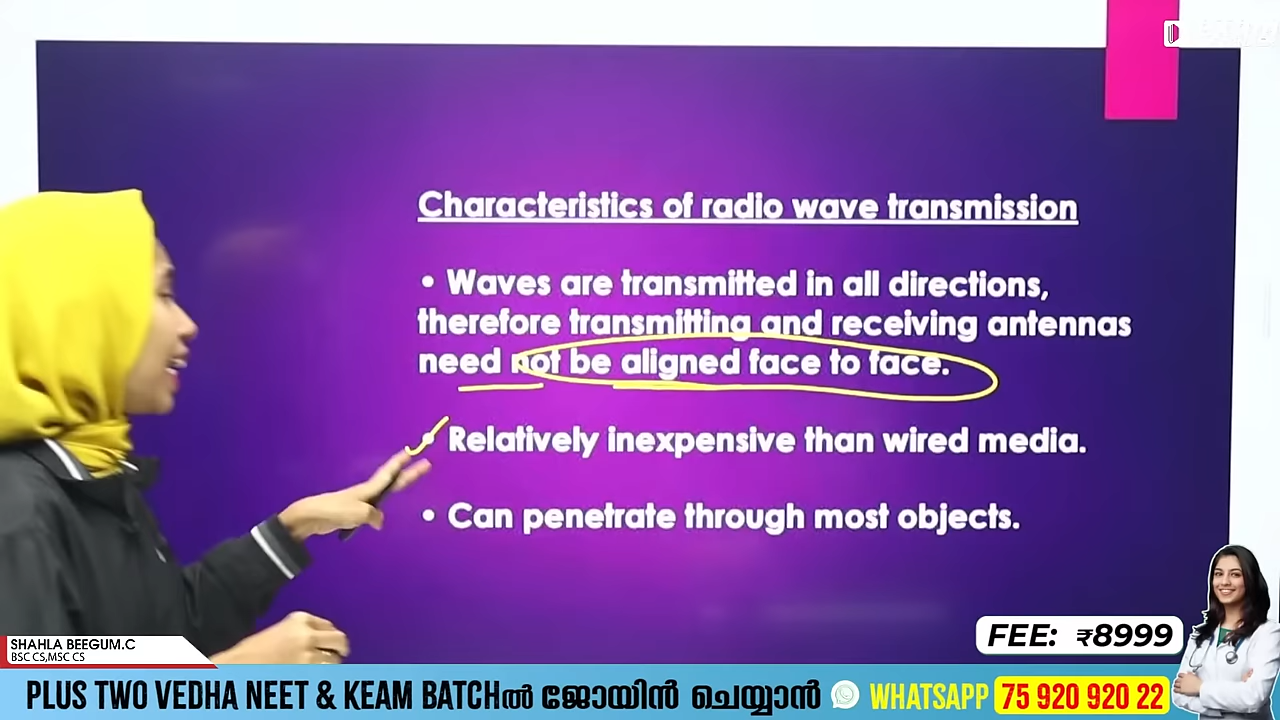 Characteristics of radio wave transmission
• Waves are transmitted in all directions,
therefore transmitting and receiving antennas
need not be aligned face to face.
• Relatively inexpensive than wired media.
• Can penetrate through most objects.
SHAHLA BEEGUM.C
BSC CS,MSC CS
FEE: ₹8999
PLUS TWO VEDHA NEET & KEAM BATCHൽ ജോയിൻ ചെയ്യാൻ WHATSAPP 75 920 920 22